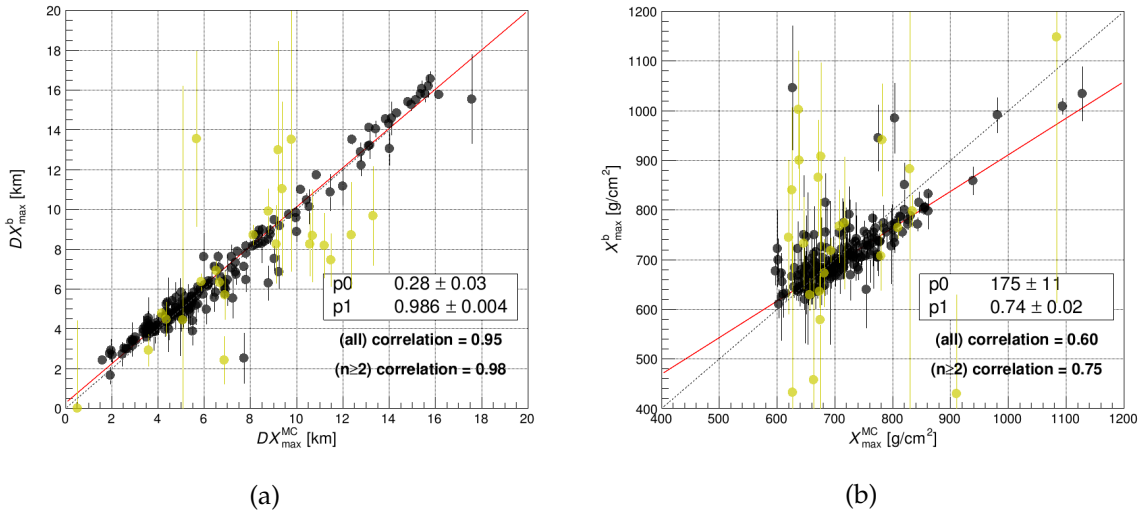 20
18
16
14
12
10
8
6
4
2
0
DX^b_max [km]
p0 0.28 ± 0.03
p1 0.986 ± 0.004
(all) correlation = 0.95
(n≥2) correlation = 0.98
0 2 4 6 8 10 12 14 16 18 20
DX^MC_max [km]
(a)
1200
1100
1000
900
800
700
600
500
400
X^b_max [g/cm²]
p0 175 ± 11
p1 0.74 ± 0.02
(all) correlation = 0.60
(n≥2) correlation = 0.75
400 500 600 700 800 900 1000 1100 1200
X^MC_max [g/cm²]
(b)